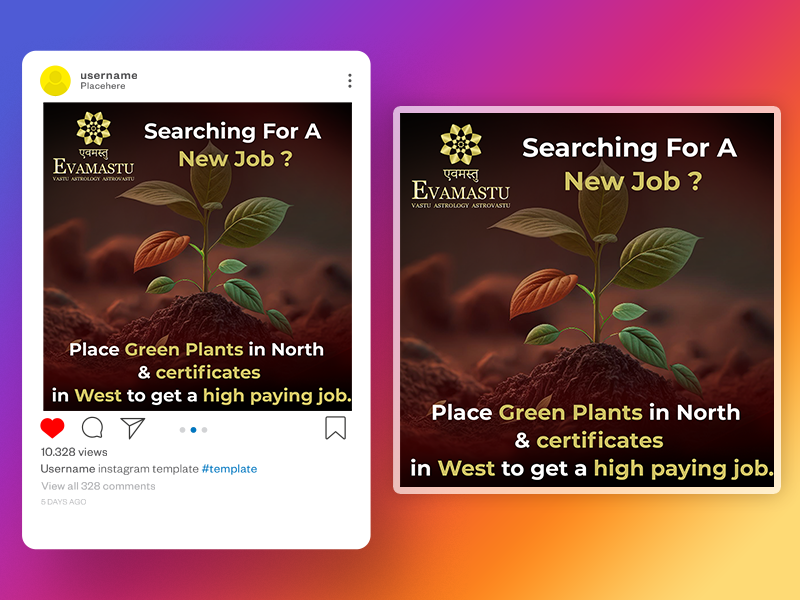 username
Placehere
एवमस्तु
EVAMASTU
VASTU ASTROLOGY ASTROVASTU
Searching For A
New Job ?
Place Green Plants in North
& certificates
in West to get a high paying job.
10.328 views
Username instagram template #template
View all 328 comments
5 DAYS AGO
एवमस्तु
EVAMASTU
VASTU ASTROLOGY ASTROVASTU
Searching For A
New Job ?
Place Green Plants in North
& certificates
in West to get a high paying job.